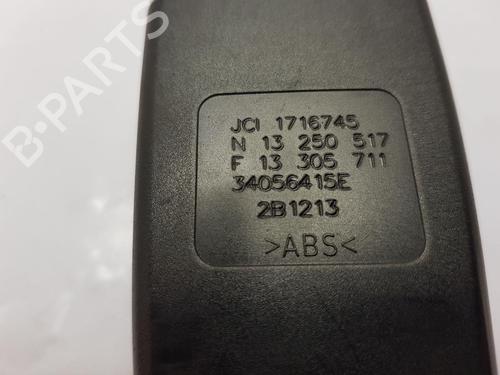 B-PARTS
JCI 1716745
N 13 250 517
F 13 305 711
34056415E
2B1213
>ABS<